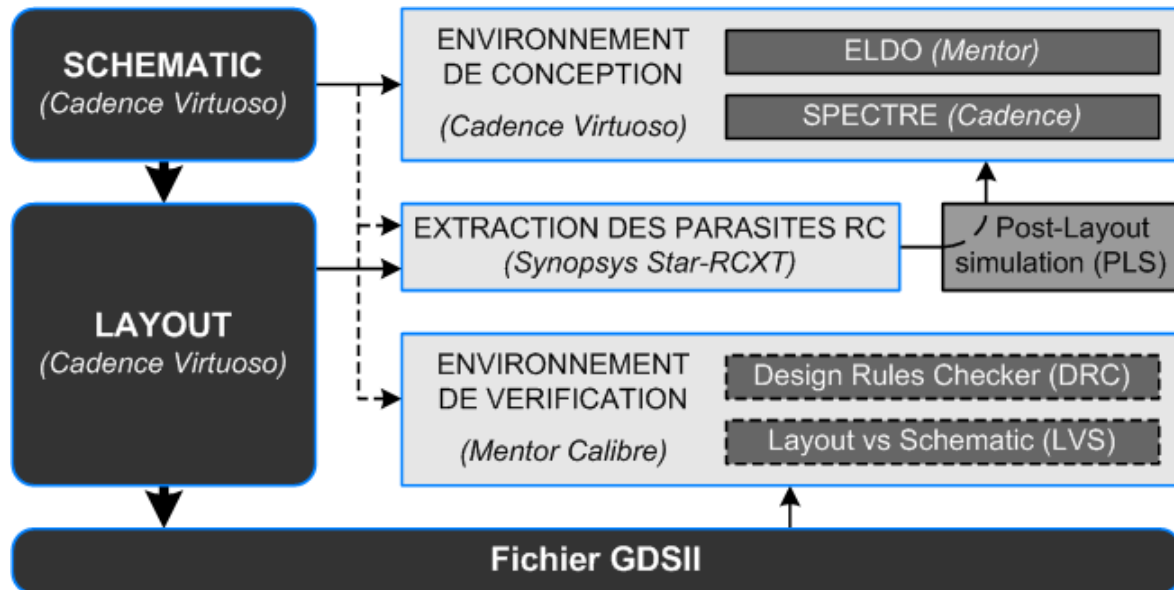 SCHEMATIC
(Cadence Virtuoso)
ENVIRONNEMENT
DE CONCEPTION
(Cadence Virtuoso)
ELDO (Mentor)
SPECTRE (Cadence)
LAYOUT
(Cadence Virtuoso)
EXTRACTION DES PARASITES RC
(Synopsys Star-RCXT)
Post-Layout
simulation (PLS)
ENVIRONNEMENT
DE VERIFICATION
(Mentor Calibre)
Design Rules Checker (DRC)
Layout vs Schematic (LVS)
Fichier GDSII